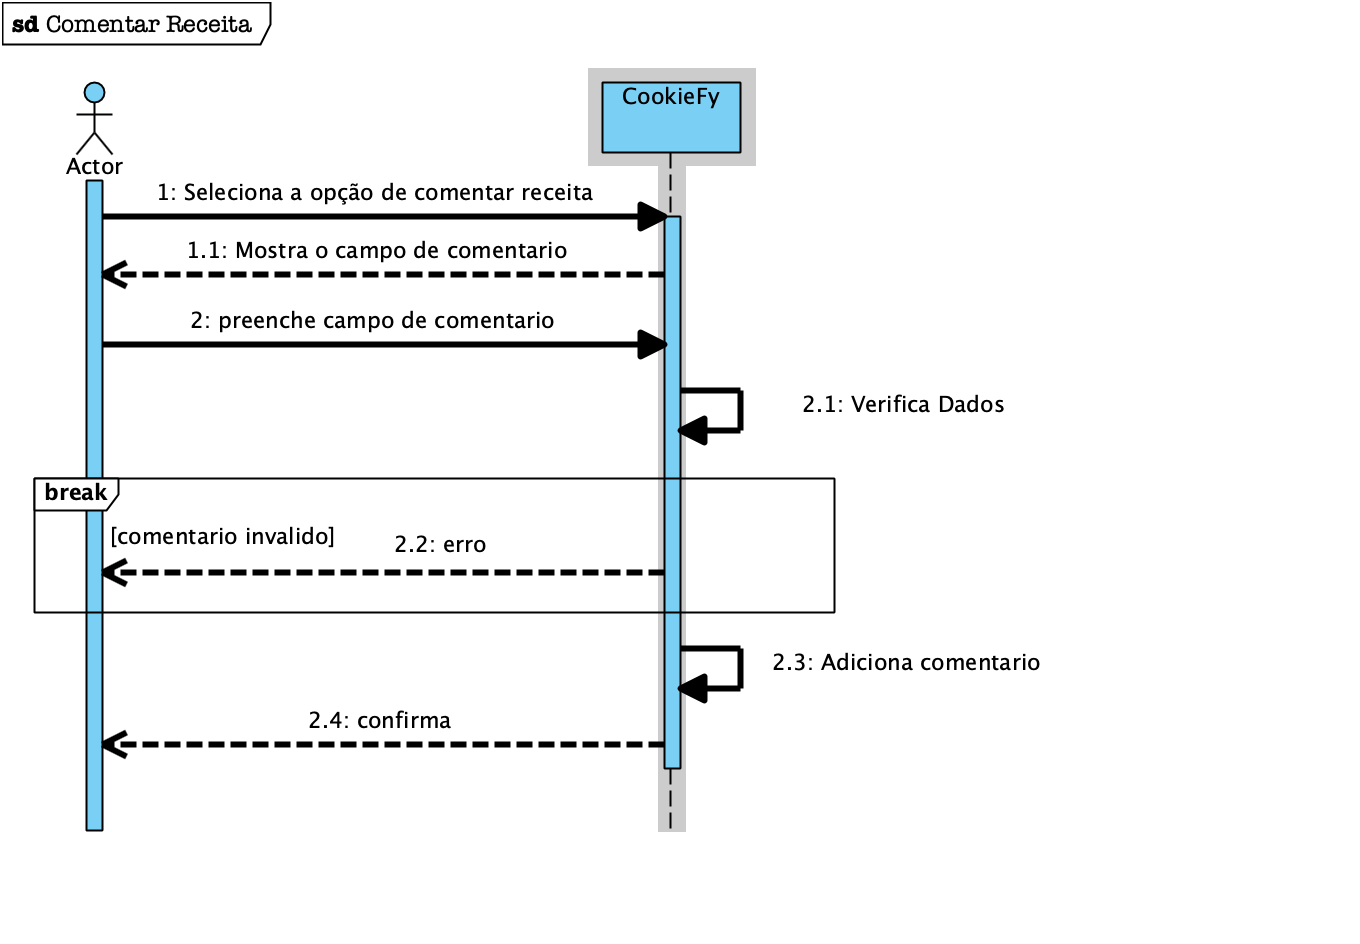 sd Comentar Receita
CookieFy
Actor
1: Seleciona a opção de comentar receita
1.1: Mostra o campo de comentario
2: preenche campo de comentario
2.1: Verifica Dados
break
[comentario invalido]
2.2: erro
2.3: Adiciona comentario
2.4: confirma